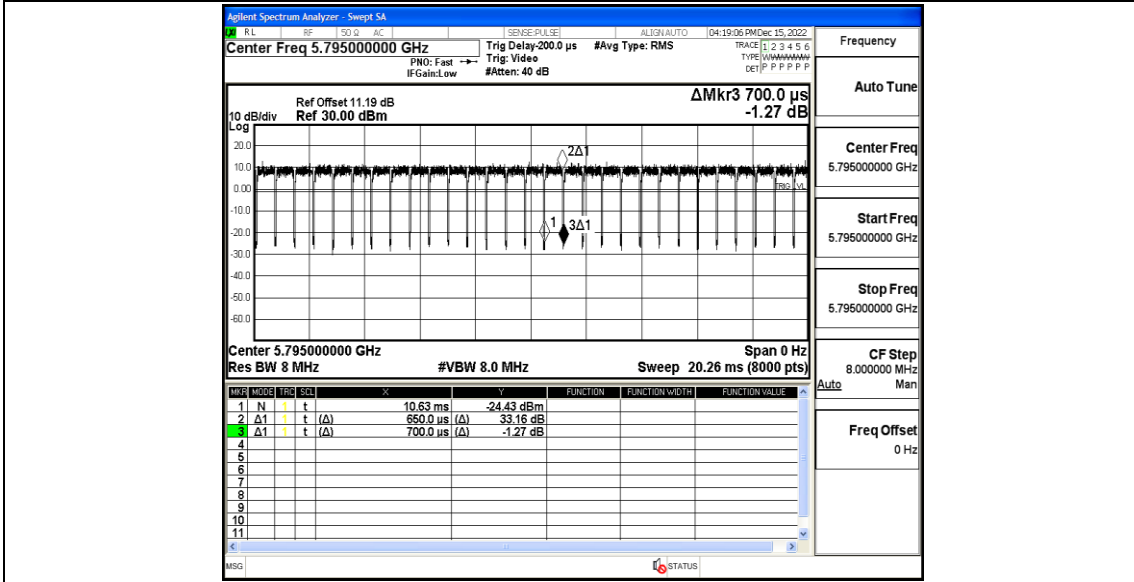 Agilent Spectrum Analyzer - Swept SA
RL RF 50 Ω AC SENSE:PULSE ALIGN AUTO 04:19:06 PM Dec 15, 2022
Center Freq 5.795000000 GHz Trig Delay-200.0 µs #Avg Type: RMS TRACE 1 2 3 4 5 6
PNO: Fast Trig: Video TYPE WWWWWW
IFGain:Low #Atten: 40 dB DET P P P P P P
Frequency
Auto Tune
Center Freq
5.795000000 GHz
Start Freq
5.795000000 GHz
Stop Freq
5.795000000 GHz
CF Step
8.000000 MHz
Auto Man
Freq Offset
0 Hz
ΔMkr3 700.0 µs
-1.27 dB
Ref Offset 11.19 dB
10 dB/div Ref 30.00 dBm
Log
20.0
10.0
0.00
-10.0
-20.0
-30.0
-40.0
-50.0
-60.0
2Δ1
TRIG LVL
1 3Δ1
Center 5.795000000 GHz Span 0 Hz
Res BW 8 MHz #VBW 8.0 MHz Sweep 20.26 ms (8000 pts)
MKR MODE TRC SCL X Y FUNCTION FUNCTION WIDTH FUNCTION VALUE
1 N 1 t 10.63 ms -24.43 dBm
2 Δ1 1 t (Δ) 650.0 µs (Δ) 33.16 dB
3 Δ1 1 t (Δ) 700.0 µs (Δ) -1.27 dB
4
5
6
7
8
9
10
11
MSG STATUS